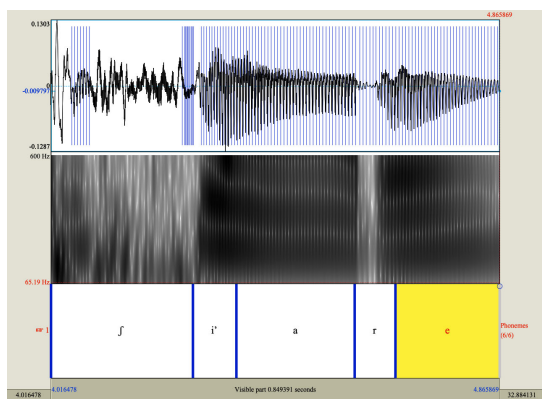 4.865869
0.1303
-0.009797
-0.1287
600 Hz
65.19 Hz
1 ʃ i' a r e Phonemes
(6/6)
4.016478 Visible part 0.849391 seconds 4.865869
4.016478 32.884131